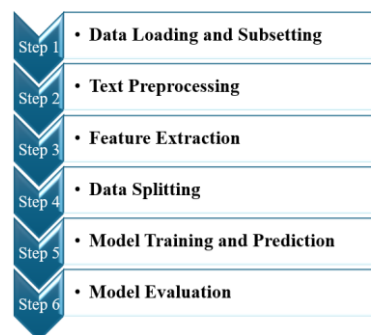 Step 1 • Data Loading and Subsetting
Step 2 • Text Preprocessing
Step 3 • Feature Extraction
Step 4 • Data Splitting
Step 5 • Model Training and Prediction
Step 6 • Model Evaluation